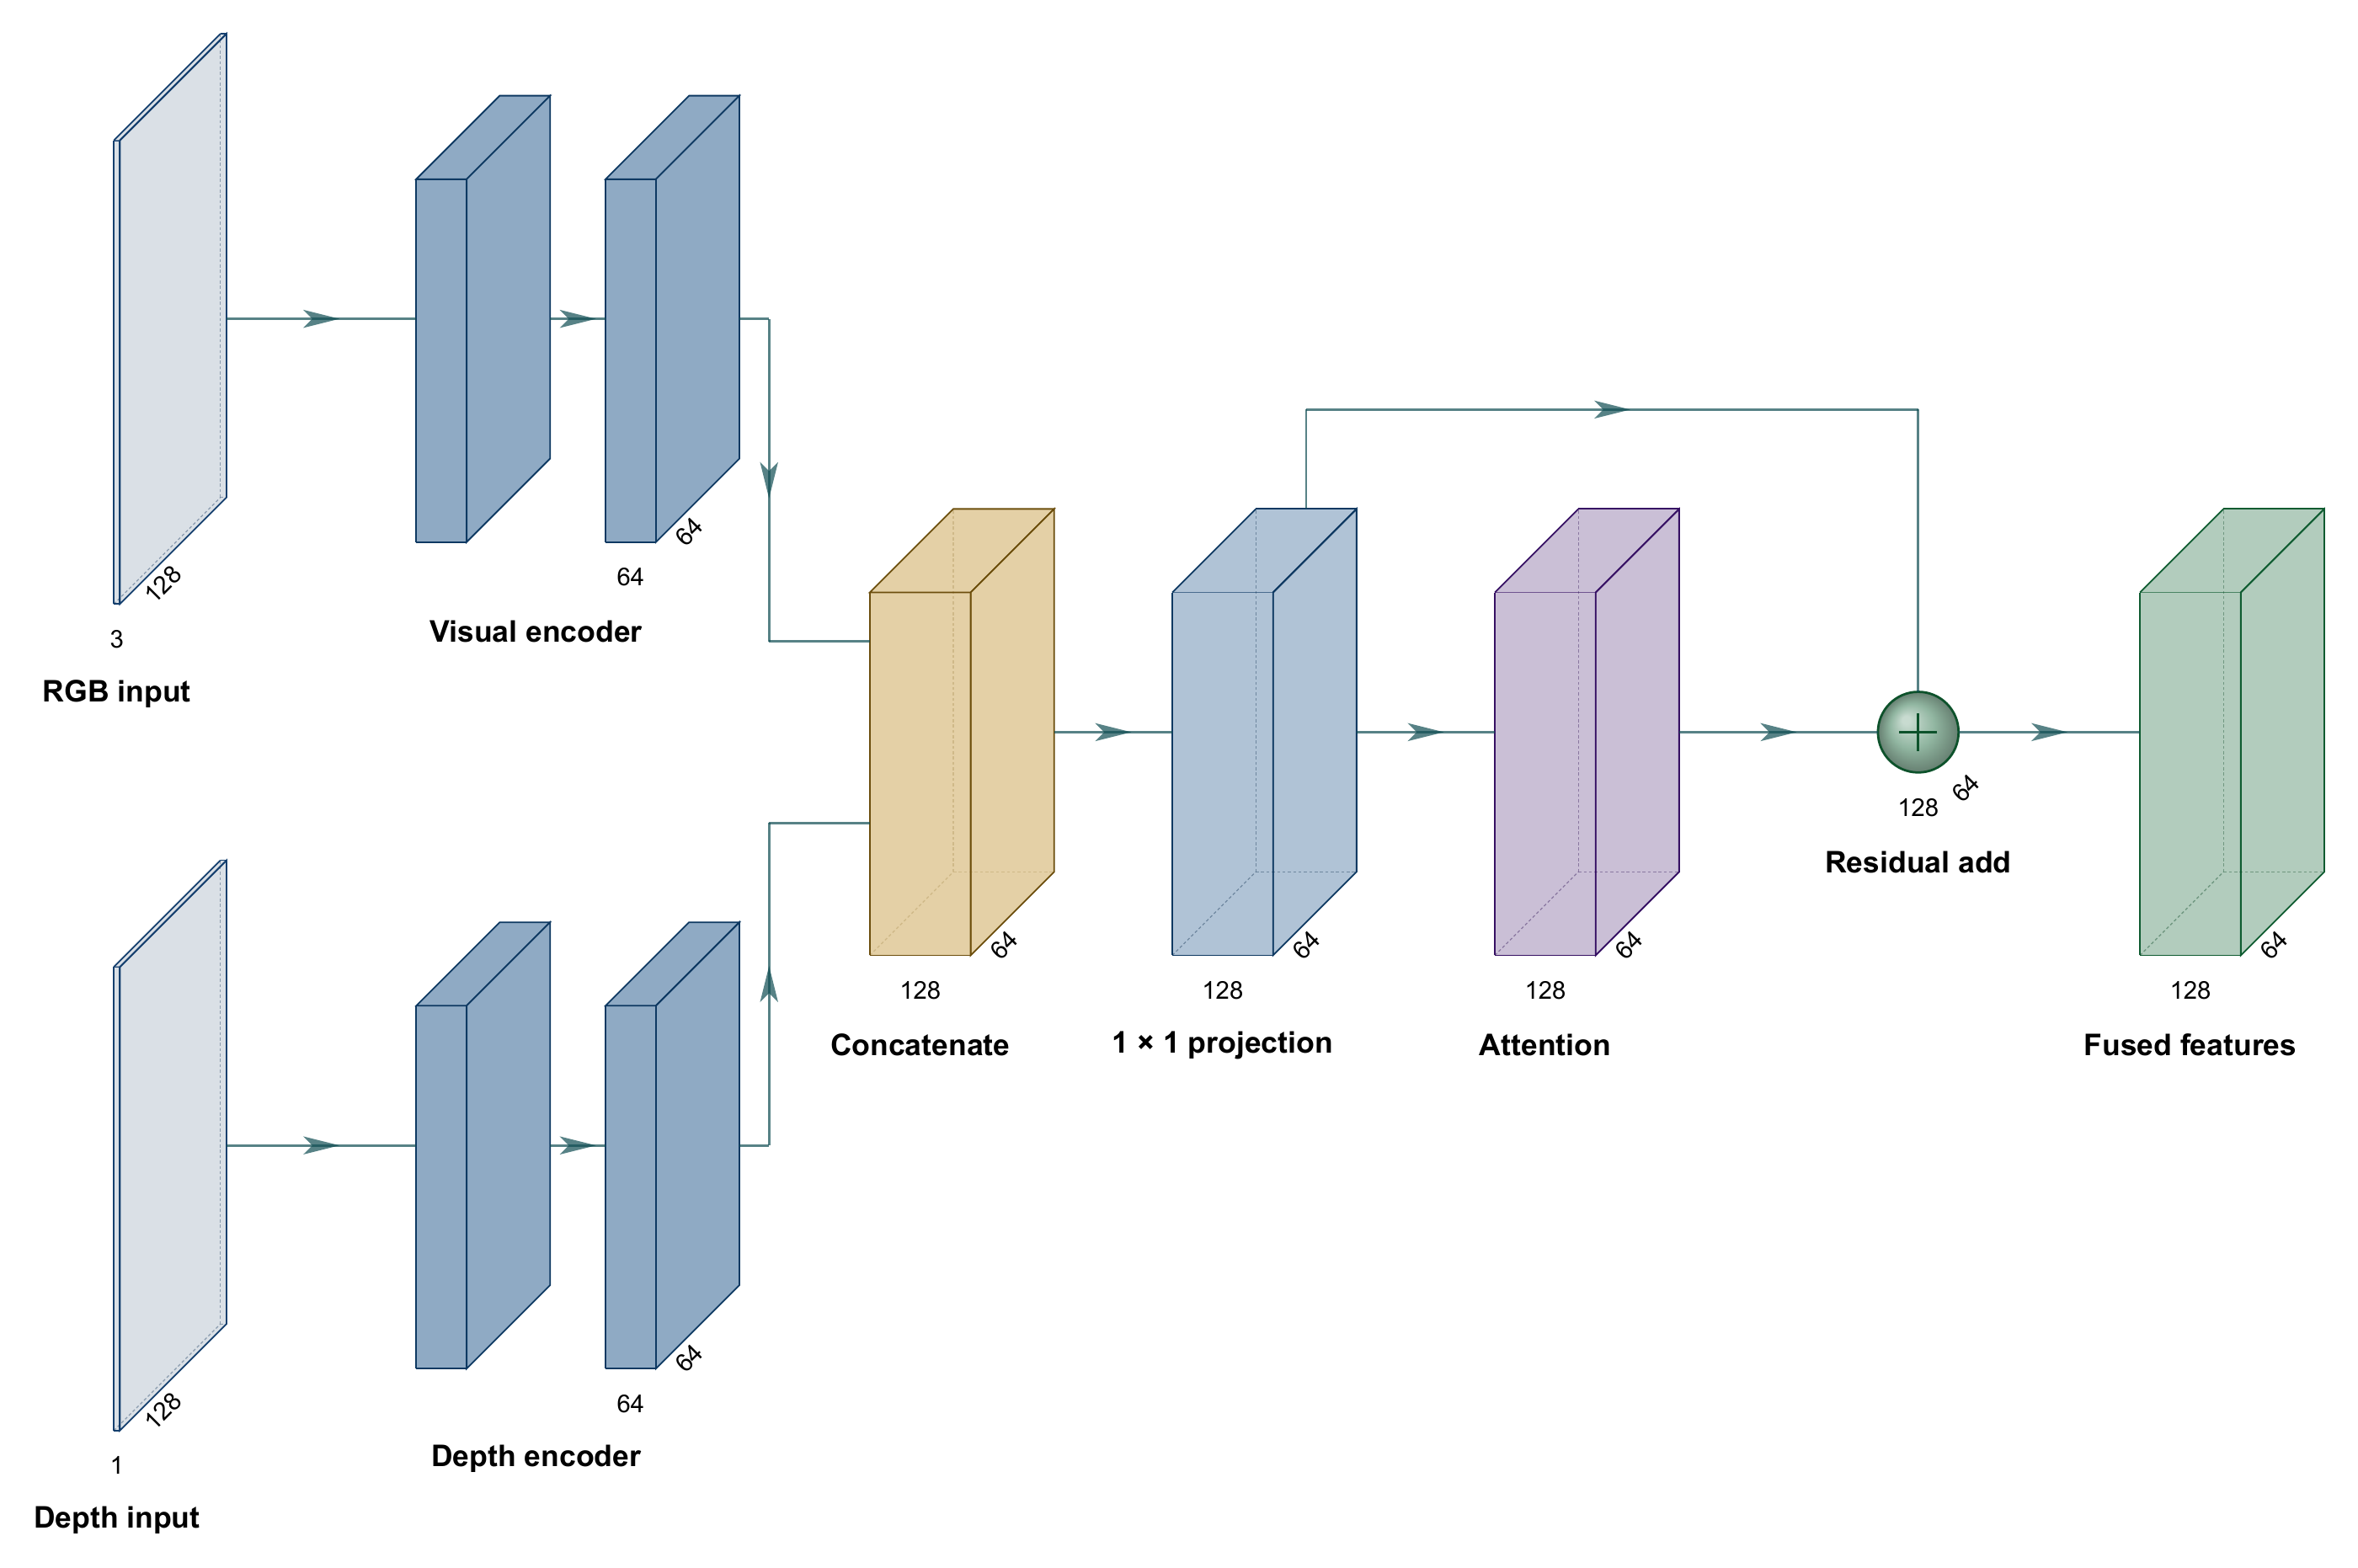 128
3
RGB input
64
64
Visual encoder
128
1
Depth input
64
64
Depth encoder
64
128
Concatenate
64
128
1 × 1 projection
64
128
Attention
64
128
Residual add
64
128
Fused features